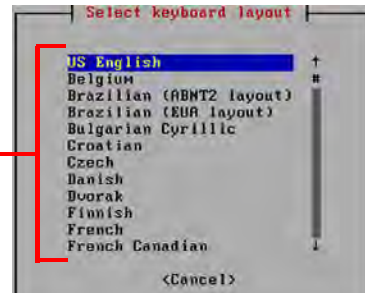 Select keyboard layout
US English
Belgium
Brazilian (ABNT2 layout)
Brazilian (EUA layout)
Bulgarian Cyrillic
Croatian
Czech
Danish
Dvorak
Finnish
French
French Canadian
<Cancel>